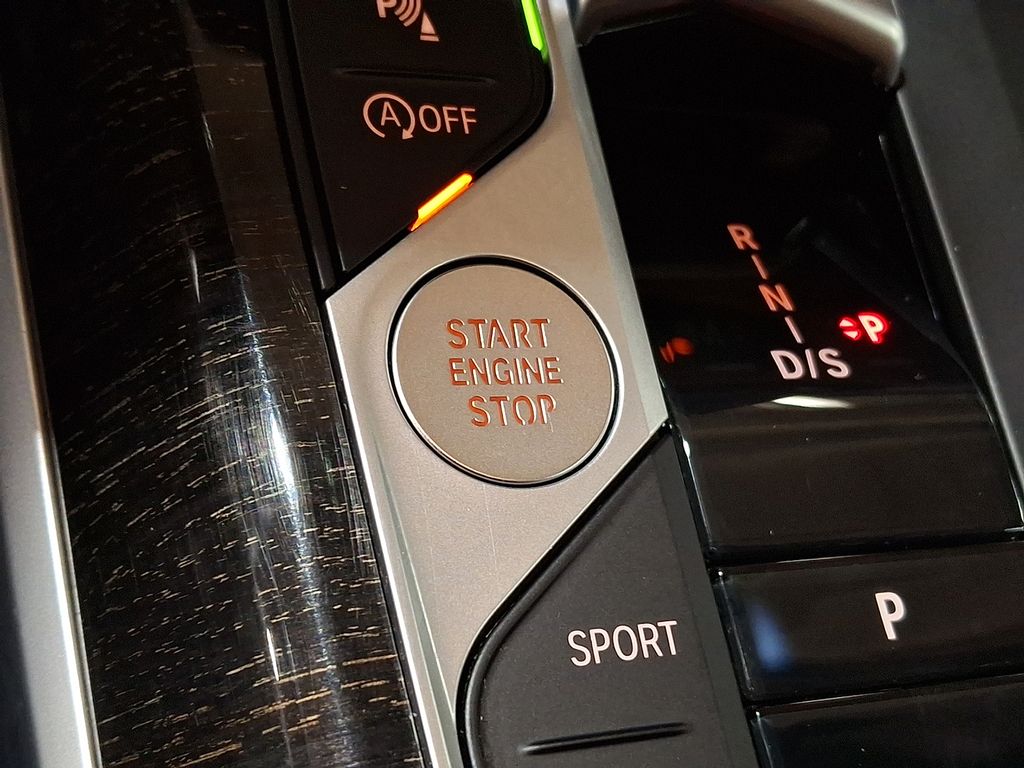 P
A OFF
START
ENGINE
STOP
R
N
D/S
P
SPORT
P